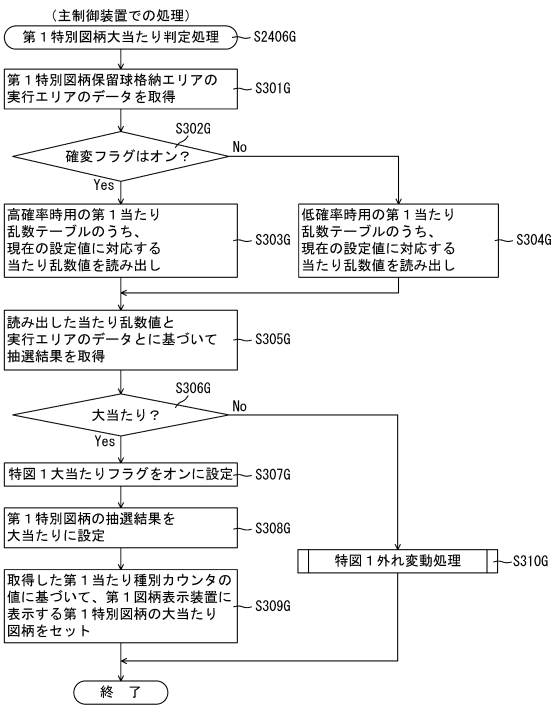 （主制御装置での処理）
第１特別図柄大当たり判定処理
S2406G
第１特別図柄保留球格納エリアの
実行エリアのデータを取得
S301G
S302G
確変フラグはオン？
No
Yes
高確率時用の第１当たり
乱数テーブルのうち、
現在の設定値に対応する
当たり乱数値を読み出し
S303G
低確率時用の第１当たり
乱数テーブルのうち、
現在の設定値に対応する
当たり乱数値を読み出し
S304G
読み出した当たり乱数値と
実行エリアのデータとに基づいて
抽選結果を取得
S305G
S306G
大当たり？
No
Yes
特図１大当たりフラグをオンに設定
S307G
第１特別図柄の抽選結果を
大当たりに設定
S308G
特図１外れ変動処理
S310G
取得した第１当たり種別カウンタの
値に基づいて、第１図柄表示装置に
表示する第１特別図柄の大当たり
図柄をセット
S309G
終　了